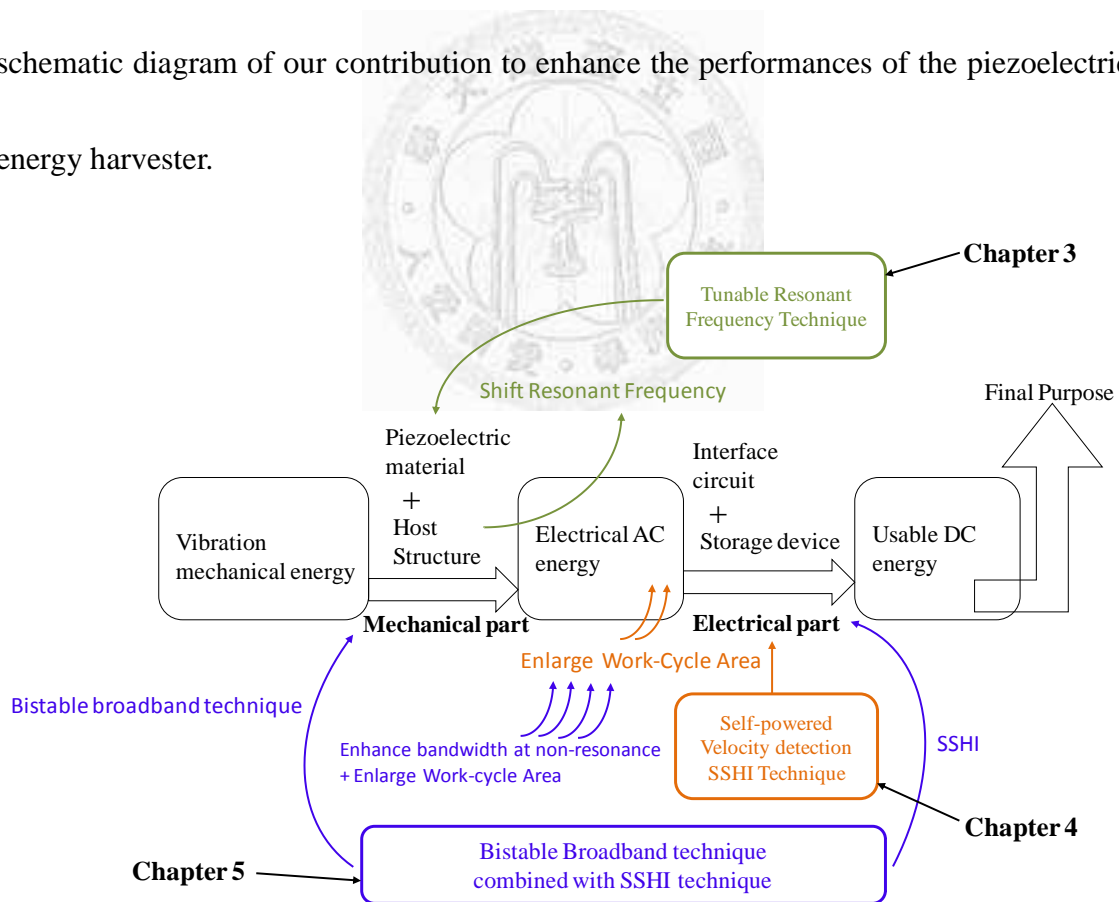 schematic diagram of our contribution to enhance the performances of the piezoelectric
energy harvester.
Chapter 3
Tunable Resonant
Frequency Technique
Shift Resonant Frequency
Final Purpose
Piezoelectric
material
+
Host
Structure
Interface
circuit
+
Storage device
Vibration
mechanical energy
Electrical AC
energy
Usable DC
energy
Mechanical part
Electrical part
Enlarge Work-Cycle Area
Bistable broadband technique
Enhance bandwidth at non-resonance
+ Enlarge Work-cycle Area
Self-powered
Velocity detection
SSHI Technique
SSHI
Chapter 4
Chapter 5
Bistable Broadband technique
combined with SSHI technique